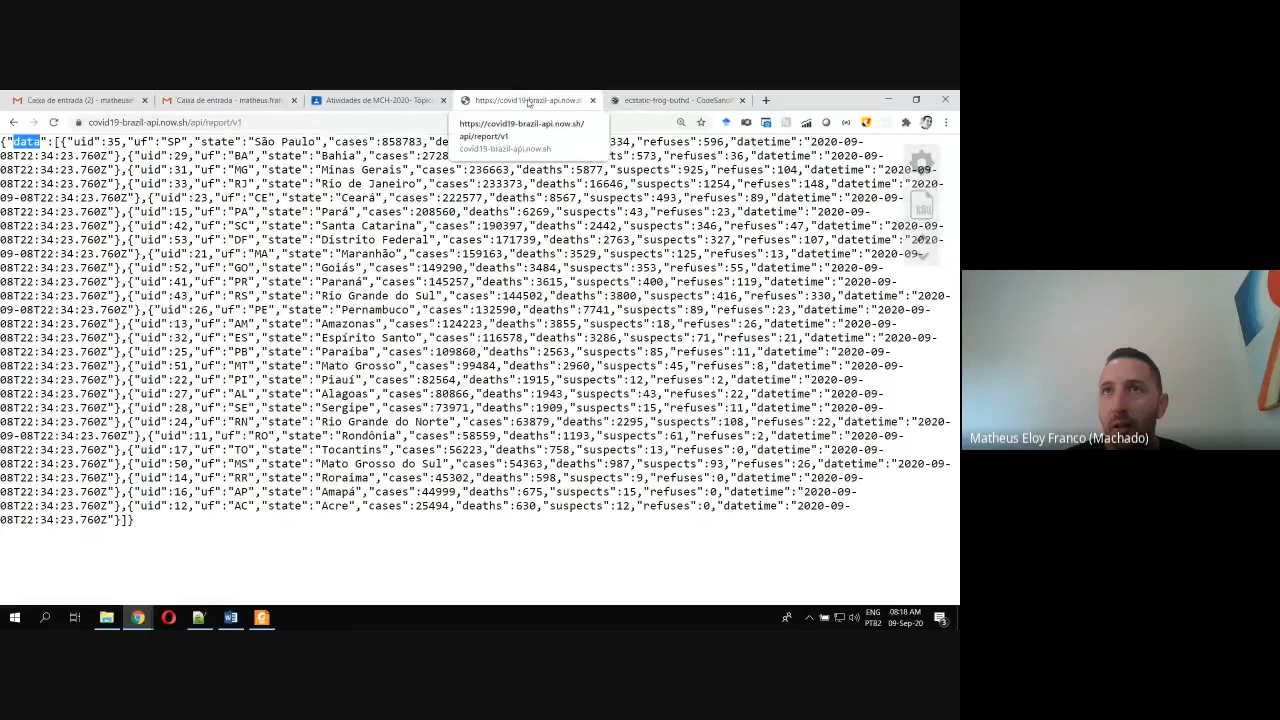 Caixa de entrada (2) - matheuse
Caixa de entrada - matheus.fran
Atividades de MCH-2020- Tópic
https://covid19-brazil-api.now.sh
ecstatic-frog-buthd - CodeSand
covid19-brazil-api.now.sh/api/report/v1
https://covid19-brazil-api.now.sh/
api/report/v1
covid19-brazil-api.now.sh
{"data":[{"uid":35,"uf":"SP","state":"São Paulo","cases":858783,"de 334,"refuses":596,"datetime":"2020-09-
08T22:34:23.760Z"},{"uid":29,"uf":"BA","state":"Bahia","cases":2728 :573,"refuses":36,"datetime":"2020-09-
08T22:34:23.760Z"},{"uid":31,"uf":"MG","state":"Minas Gerais","cases":236663,"deaths":5877,"suspects":925,"refuses":104,"datetime":"2020-09-
08T22:34:23.760Z"},{"uid":33,"uf":"RJ","state":"Rio de Janeiro","cases":233373,"deaths":16646,"suspects":1254,"refuses":148,"datetime":"2020-09-
08T22:34:23.760Z"},{"uid":23,"uf":"CE","state":"Ceará","cases":222577,"deaths":8567,"suspects":493,"refuses":89,"datetime":"2020-09-
08T22:34:23.760Z"},{"uid":15,"uf":"PA","state":"Pará","cases":208560,"deaths":6269,"suspects":43,"refuses":23,"datetime":"2020-09-
08T22:34:23.760Z"},{"uid":42,"uf":"SC","state":"Santa Catarina","cases":190397,"deaths":2442,"suspects":346,"refuses":47,"datetime":"2020-09-
08T22:34:23.760Z"},{"uid":53,"uf":"DF","state":"Distrito Federal","cases":171739,"deaths":2763,"suspects":327,"refuses":107,"datetime":"2020-09-
08T22:34:23.760Z"},{"uid":21,"uf":"MA","state":"Maranhão","cases":159163,"deaths":3529,"suspects":125,"refuses":13,"datetime":"2020-09-
08T22:34:23.760Z"},{"uid":52,"uf":"GO","state":"Goiás","cases":149290,"deaths":3484,"suspects":353,"refuses":55,"datetime":"2020-09-
08T22:34:23.760Z"},{"uid":41,"uf":"PR","state":"Paraná","cases":145257,"deaths":3615,"suspects":400,"refuses":119,"datetime":"2020-09-
08T22:34:23.760Z"},{"uid":43,"uf":"RS","state":"Rio Grande do Sul","cases":144502,"deaths":3800,"suspects":416,"refuses":330,"datetime":"2020-09-
08T22:34:23.760Z"},{"uid":26,"uf":"PE","state":"Pernambuco","cases":132590,"deaths":7741,"suspects":89,"refuses":23,"datetime":"2020-09-
08T22:34:23.760Z"},{"uid":13,"uf":"AM","state":"Amazonas","cases":124223,"deaths":3855,"suspects":18,"refuses":26,"datetime":"2020-09-
08T22:34:23.760Z"},{"uid":32,"uf":"ES","state":"Espírito Santo","cases":116578,"deaths":3286,"suspects":71,"refuses":21,"datetime":"2020-09-
08T22:34:23.760Z"},{"uid":25,"uf":"PB","state":"Paraíba","cases":109860,"deaths":2563,"suspects":85,"refuses":11,"datetime":"2020-09-
08T22:34:23.760Z"},{"uid":51,"uf":"MT","state":"Mato Grosso","cases":99484,"deaths":2960,"suspects":45,"refuses":8,"datetime":"2020-09-
08T22:34:23.760Z"},{"uid":22,"uf":"PI","state":"Piauí","cases":82564,"deaths":1915,"suspects":12,"refuses":2,"datetime":"2020-09-
08T22:34:23.760Z"},{"uid":27,"uf":"AL","state":"Alagoas","cases":80866,"deaths":1943,"suspects":43,"refuses":22,"datetime":"2020-09-
08T22:34:23.760Z"},{"uid":28,"uf":"SE","state":"Sergipe","cases":73971,"deaths":1909,"suspects":15,"refuses":11,"datetime":"2020-09-
08T22:34:23.760Z"},{"uid":24,"uf":"RN","state":"Rio Grande do Norte","cases":63879,"deaths":2295,"suspects":108,"refuses":22,"datetime":"2020-
09-08T22:34:23.760Z"},{"uid":11,"uf":"RO","state":"Rondônia","cases":58559,"deaths":1193,"suspects":61,"refuses":2,"datetime":"2020-09-
08T22:34:23.760Z"},{"uid":17,"uf":"TO","state":"Tocantins","cases":56223,"deaths":758,"suspects":13,"refuses":0,"datetime":"2020-09-
08T22:34:23.760Z"},{"uid":50,"uf":"MS","state":"Mato Grosso do Sul","cases":54363,"deaths":987,"suspects":93,"refuses":26,"datetime":"2020-09-
08T22:34:23.760Z"},{"uid":14,"uf":"RR","state":"Roraima","cases":45302,"deaths":598,"suspects":9,"refuses":0,"datetime":"2020-09-
08T22:34:23.760Z"},{"uid":16,"uf":"AP","state":"Amapá","cases":44999,"deaths":675,"suspects":15,"refuses":0,"datetime":"2020-09-
08T22:34:23.760Z"},{"uid":12,"uf":"AC","state":"Acre","cases":25494,"deaths":630,"suspects":12,"refuses":0,"datetime":"2020-09-
08T22:34:23.760Z"}]}
Matheus Eloy Franco (Machado)
ENG
PTB2
08:18 AM
09-Sep-20
3